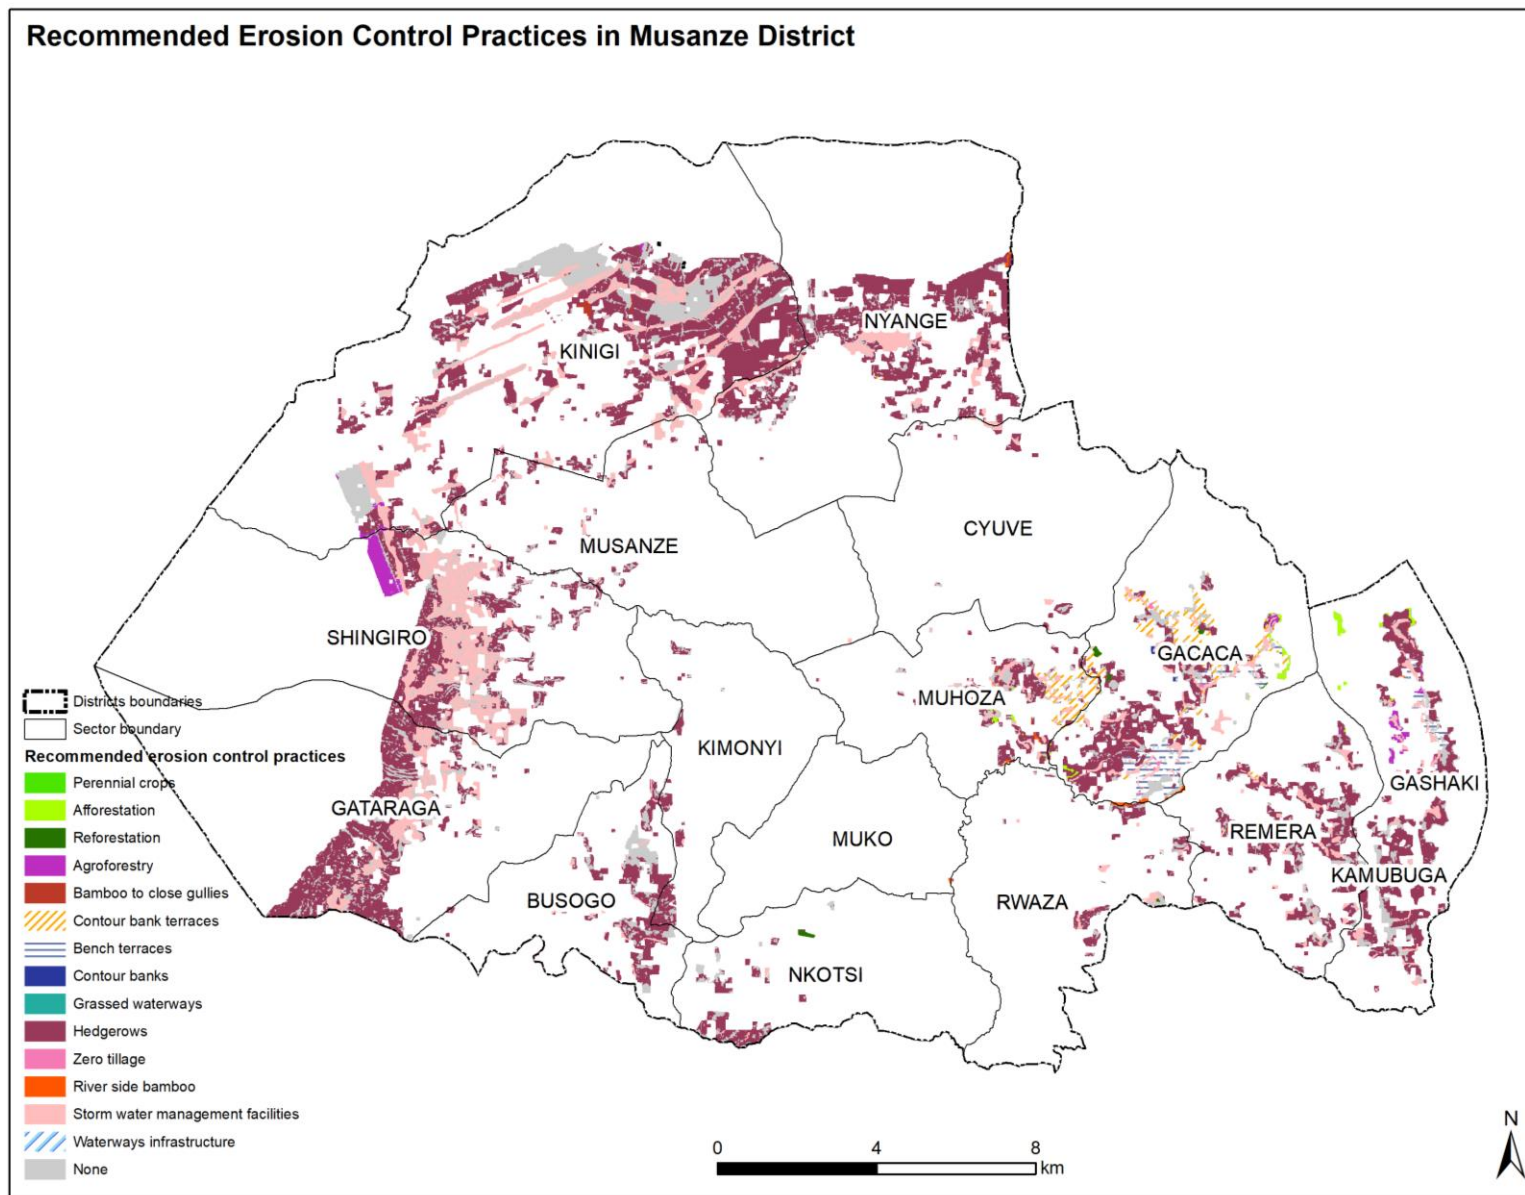 Recommended Erosion Control Practices in Musanze District
NYANGE
KINIGI
CYUVE
MUSANZE
SHINGIRO
GACACA
MUHOZA
KIMONYI
GASHAKI
GATARAGA
REMERA
MUKO
KAMUBUGA
BUSOGO
RWAZA
NKOTSI
Districts boundaries
Sector boundary
Recommended erosion control practices
Perennial crops
Afforestation
Reforestation
Agroforestry
Bamboo to close gullies
Contour bank terraces
Bench terraces
Contour banks
Grassed waterways
Hedgerows
Zero tillage
River side bamboo
Storm water management facilities
Waterways infrastructure
None
0 4 8
km
N